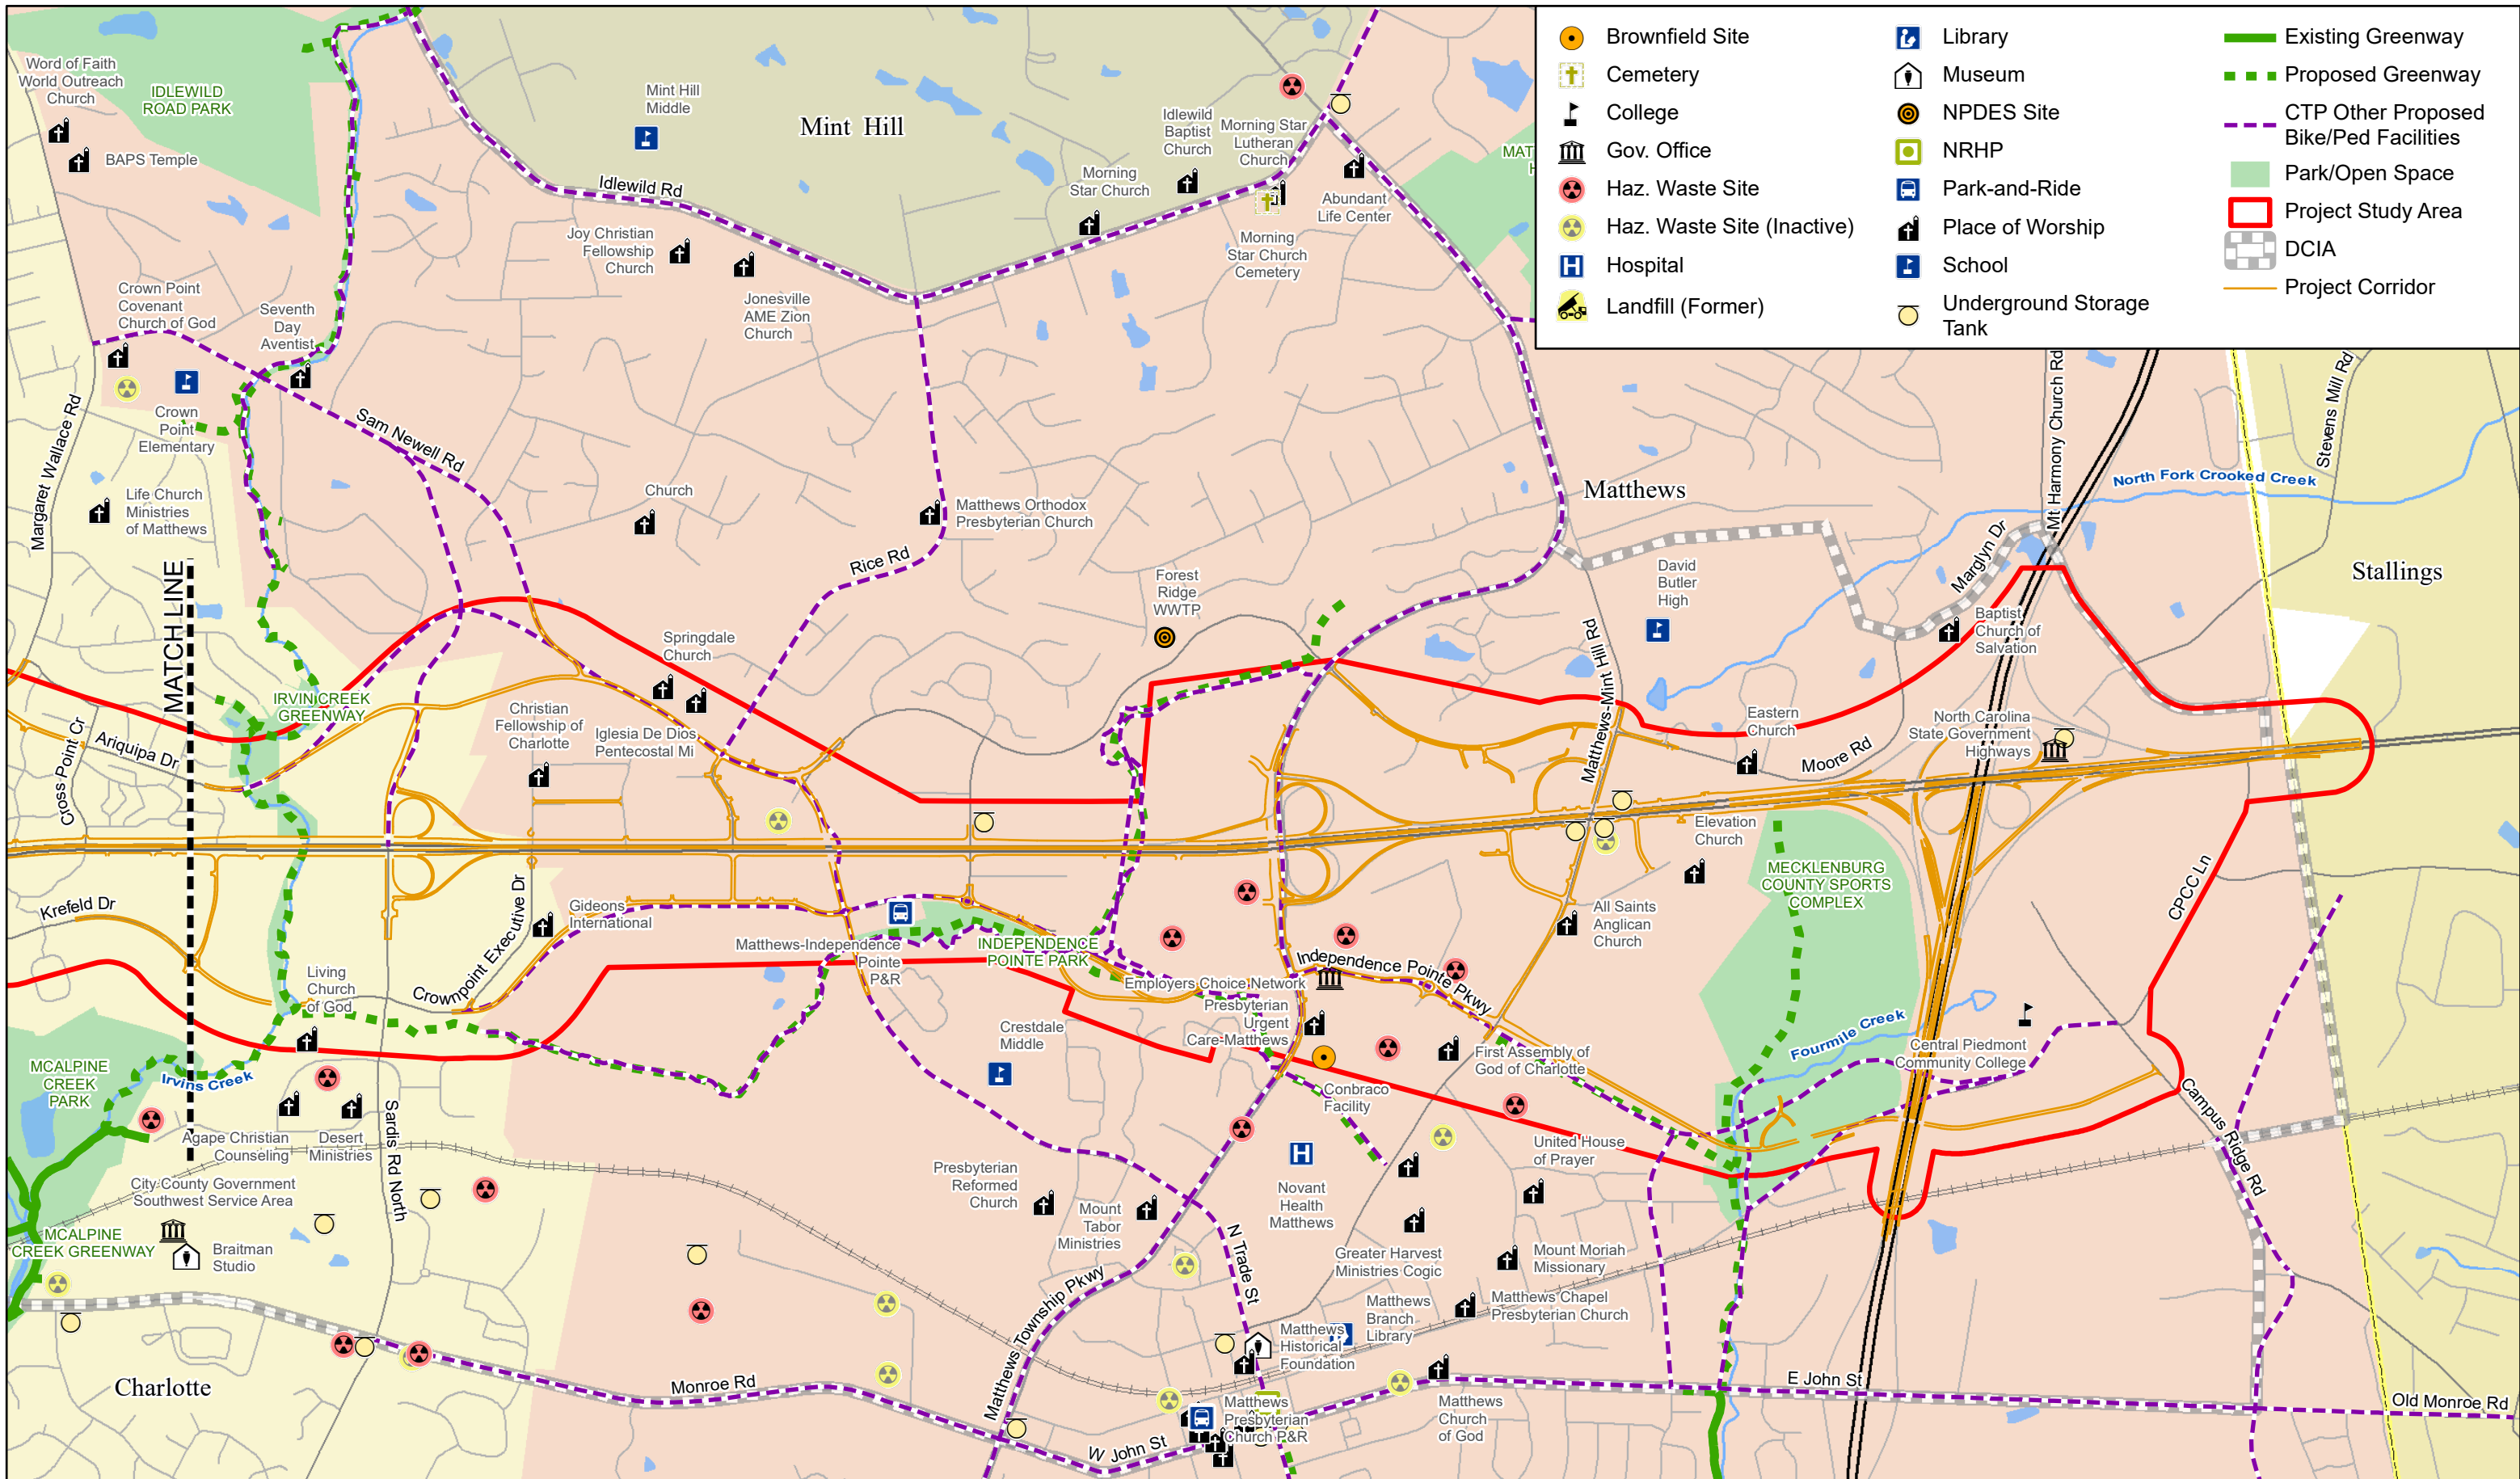 Word of Faith
World Outreach
Church
IDLEWILD
ROAD PARK
BAPS Temple
Mint Hill
Middle
Mint Hill
Idlewild Rd
Idlewild
Baptist
Church
Morning Star
Lutheran
Church
Morning
Star Church
Abundant
Life Center
Morning
Star Church
Cemetery
MAT
H
Joy Christian
Fellowship
Church
Jonesville
AME Zion
Church
Crown Point
Covenant
Church of God
Seventh
Day
Aventist
Crown
Point
Elementary
Sam Newell Rd
Margaret Wallace Rd
Life Church
Ministries
of Matthews
Church
Matthews Orthodox
Presbyterian Church
Rice Rd
Forest
Ridge
WWTP
Matthews
David
Butler
High
Matthews-Mint Hill Rd
Marglyn Dr
Mt Harmony Church Rd
North Fork Crooked Creek
Stevens Mill Rd
Stallings
Baptist
Church of
Salvation
Brownfield Site
Cemetery
College
Gov. Office
Haz. Waste Site
Haz. Waste Site (Inactive)
Hospital
Landfill (Former)
Library
Museum
NPDES Site
NRHP
Park-and-Ride
Place of Worship
School
Underground Storage
Tank
Existing Greenway
Proposed Greenway
CTP Other Proposed
Bike/Ped Facilities
Park/Open Space
Project Study Area
DCIA
Project Corridor
MATCH LINE
IRVIN CREEK
GREENWAY
Springdale
Church
Christian
Fellowship of
Charlotte
Iglesia De Dios
Pentecostal Mi
Ariquipa Dr
Cross Point Cr
Krefeld Dr
Crownpoint Executive Dr
Gideons
International
Living
Church
of God
Matthews-Independence
Pointe
P&R
INDEPENDENCE
POINTE PARK
Eastern
Church
Moore Rd
North Carolina
State Government
Highways
Elevation
Church
All Saints
Anglican
Church
MECKLENBURG
COUNTY SPORTS
COMPLEX
CPCC Ln
Independence Pointe Pkwy
Employers Choice Network
Presbyterian
Urgent
Care-Matthews
Crestdale
Middle
First Assembly of
God of Charlotte
Conbraco
Facility
Fourmile Creek
Central Piedmont
Community College
Campus Ridge Rd
MCALPINE
CREEK
PARK
Irvins Creek
Agape Christian
Counseling
Desert
Ministries
Sardis Rd North
City County Government
Southwest Service Area
MCALPINE
CREEK GREENWAY
Braitman
Studio
Charlotte
Monroe Rd
Presbyterian
Reformed
Church
Mount
Tabor
Ministries
Novant
Health
Matthews
United House
of Prayer
N Trade St
Greater Harvest
Ministries Cogic
Mount Moriah
Missionary
Matthews Chapel
Presbyterian Church
Matthews
Branch
Library
Matthews
Historical
Foundation
Matthews Township Pkwy
W John St
Matthews
Presbyterian
Church P&R
Matthews
Church
of God
E John St
Old Monroe Rd